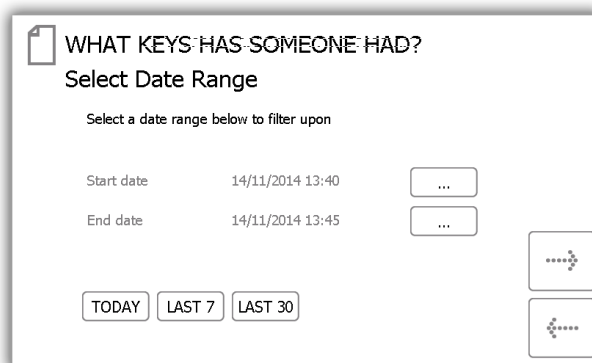 WHAT KEYS HAS SOMEONE HAD?
Select Date Range
Select a date range below to filter upon
Start date 14/11/2014 13:40 ...
End date 14/11/2014 13:45 ...
TODAY LAST 7 LAST 30